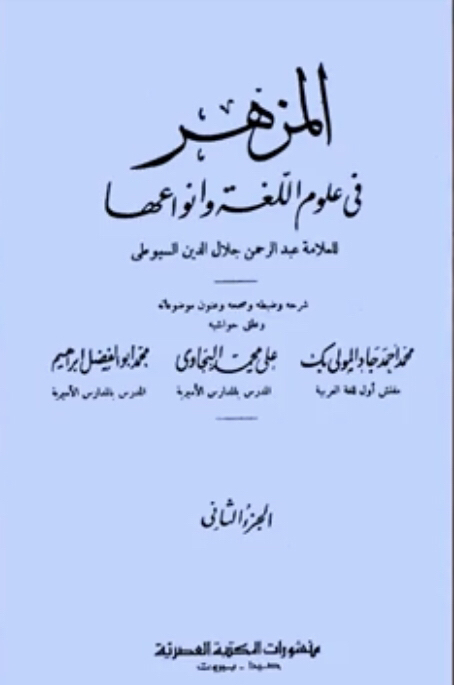 المزهر
في علوم اللغة وأنواعها
للعلامة عبد الرحمن جلال الدين السيوطي
شرحه وضبطه وصححه وعنون موضوعاته
وعلق حواشيه
محمد أحمد جاد المولى بك علي محمد البجاوي محمد أبو الفضل إبراهيم
مفتش أول للغة العربية المدرس بالمدارس الأميرية المدرس بالمدارس الأميرية
الجزء الثاني
منشورات المكتبة العصرية
صيدا - بيروت